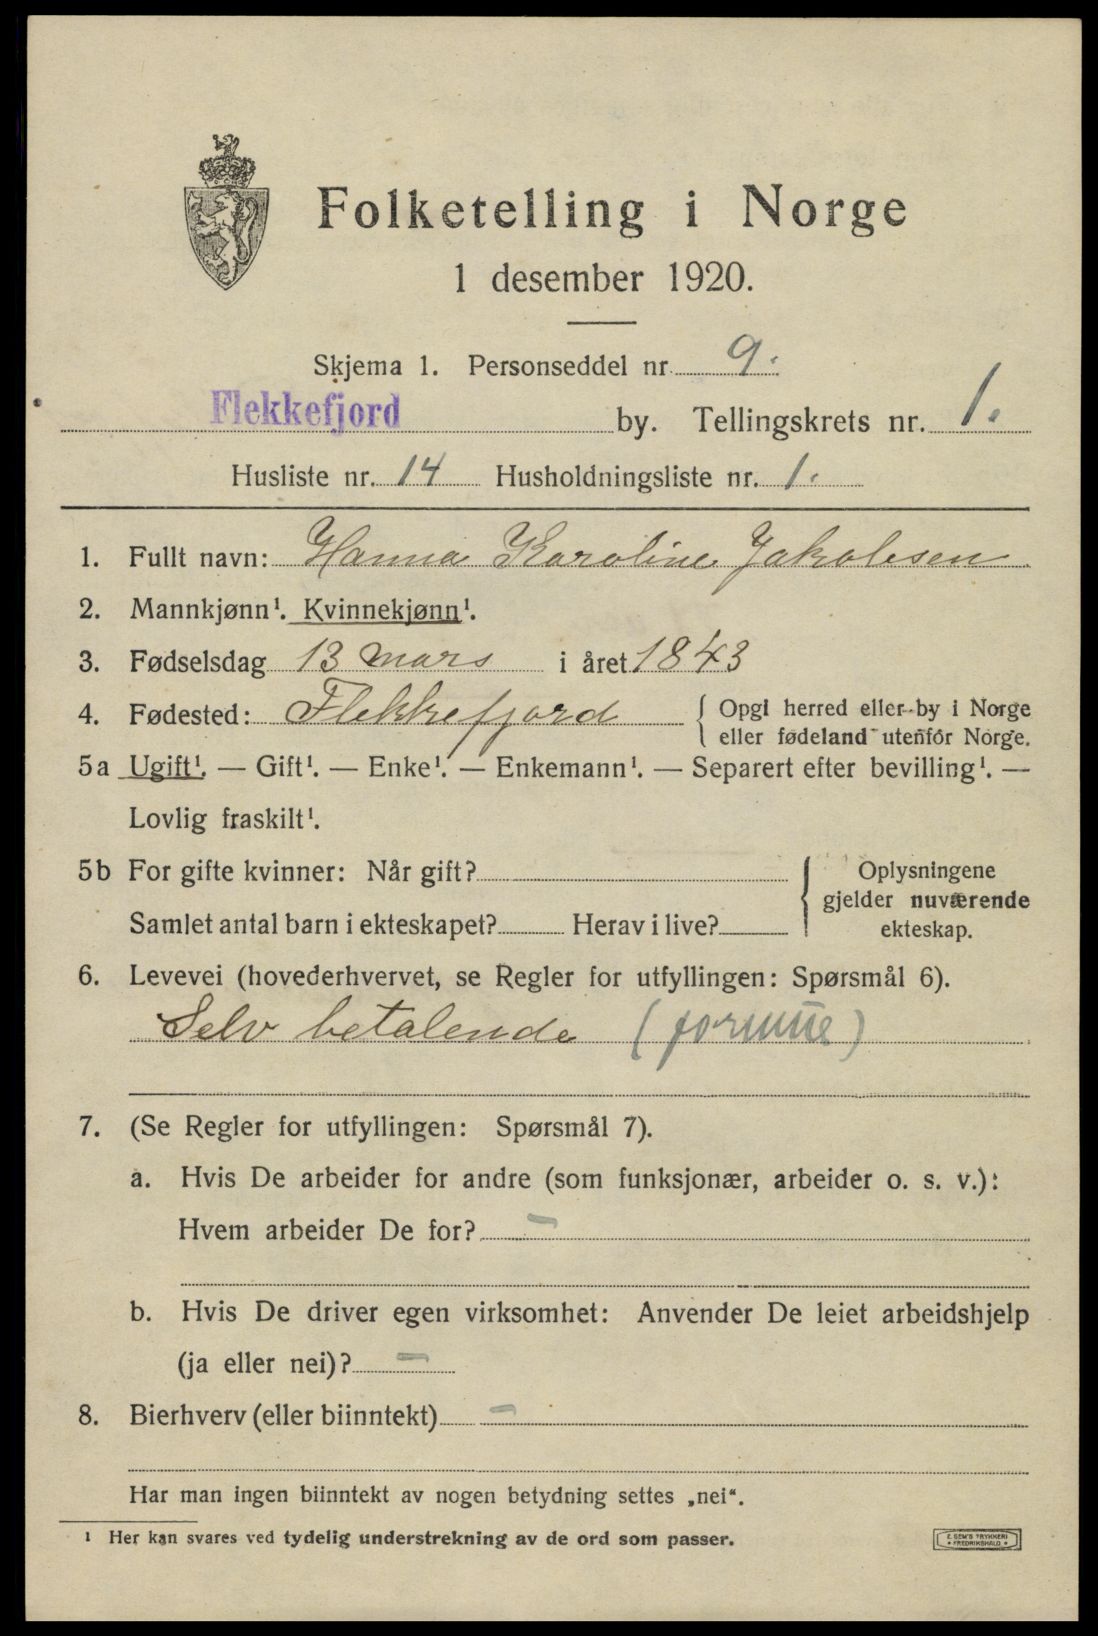 Folketelling i Norge
1 desember 1920.
Skjema 1. Personseddel nr. 9.
Flekkefjord by. Tellingskrets nr. 1.
Husliste nr. 14 Husholdningsliste nr. 1.
1. Fullt navn: Hanna Karoline Jakobsen
2. Mannkjønn¹. Kvinnekjønn¹.
3. Fødselsdag 13 mars i året 1843
4. Fødested: Flekkefjord { Opgi herred eller by i Norge
eller fødeland utenfor Norge.
5a Ugift¹. — Gift¹. — Enke¹. — Enkemann¹. — Separert efter bevilling¹. —
Lovlig fraskilt¹.
5b For gifte kvinner: Når gift? { Oplysningene
gjelder nuværende
Samlet antal barn i ekteskapet? Herav i live? ekteskap.
6. Levevei (hovederhvervet, se Regler for utfyllingen: Spørsmål 6).
Selv betalende (formue)
7. (Se Regler for utfyllingen: Spørsmål 7).
a. Hvis De arbeider for andre (som funksjonær, arbeider o. s. v.):
Hvem arbeider De for? —
b. Hvis De driver egen virksomhet: Anvender De leiet arbeidshjelp
(ja eller nei)? —
8. Bierhverv (eller biinntekt) —
Har man ingen biinntekt av nogen betydning settes „nei“.
¹ Her kan svares ved tydelig understrekning av de ord som passer.
E. SEM'S TRYKKERI
• FREDRIKSHALD •